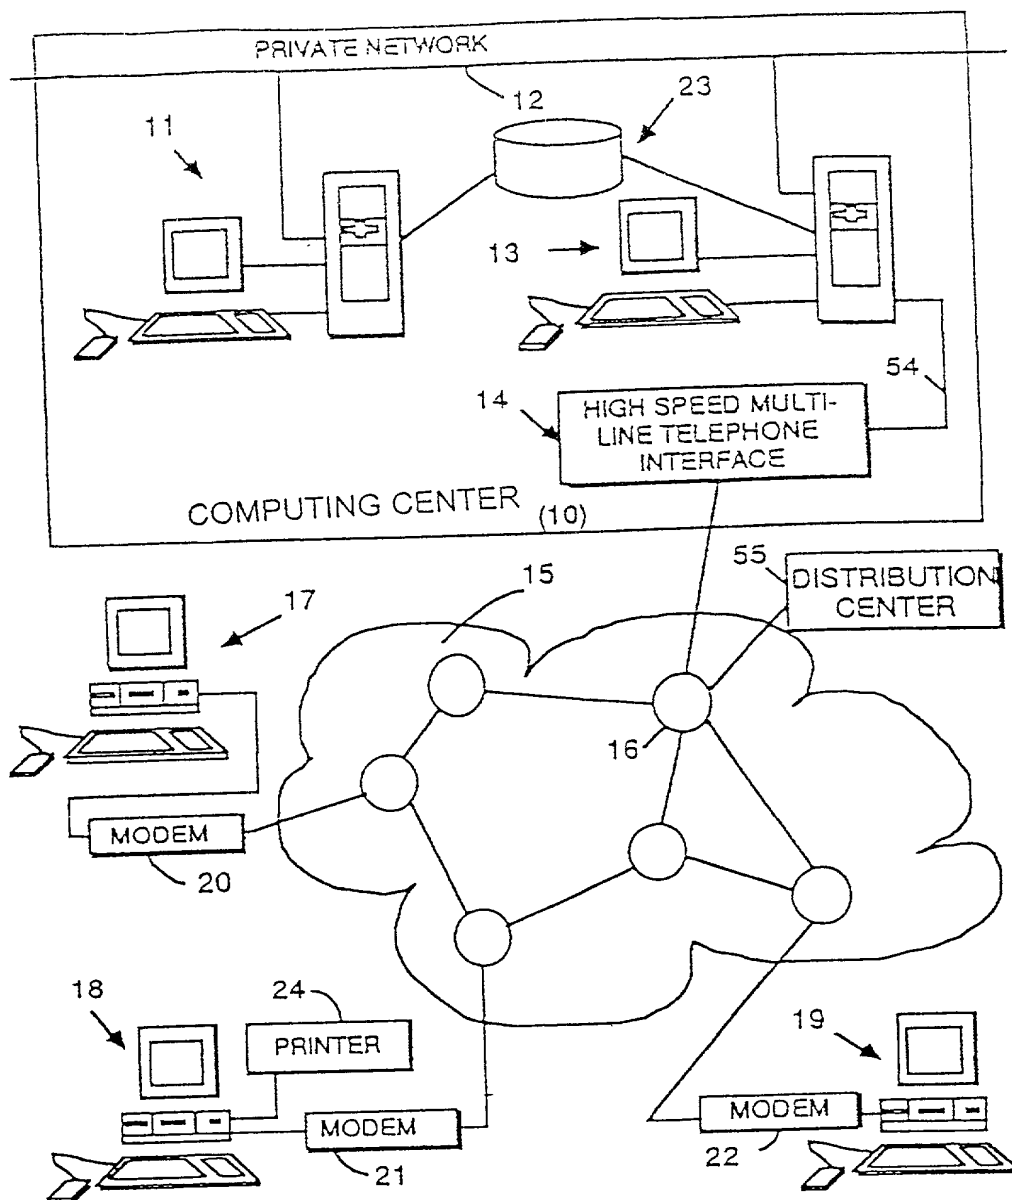 PRIVATE NETWORK
12
23
11
13
54
14
HIGH SPEED MULTI-
LINE TELEPHONE
INTERFACE
COMPUTING CENTER (10)
55
DISTRIBUTION
CENTER
15
17
16
MODEM
20
18
24
PRINTER
19
MODEM
21
MODEM
22